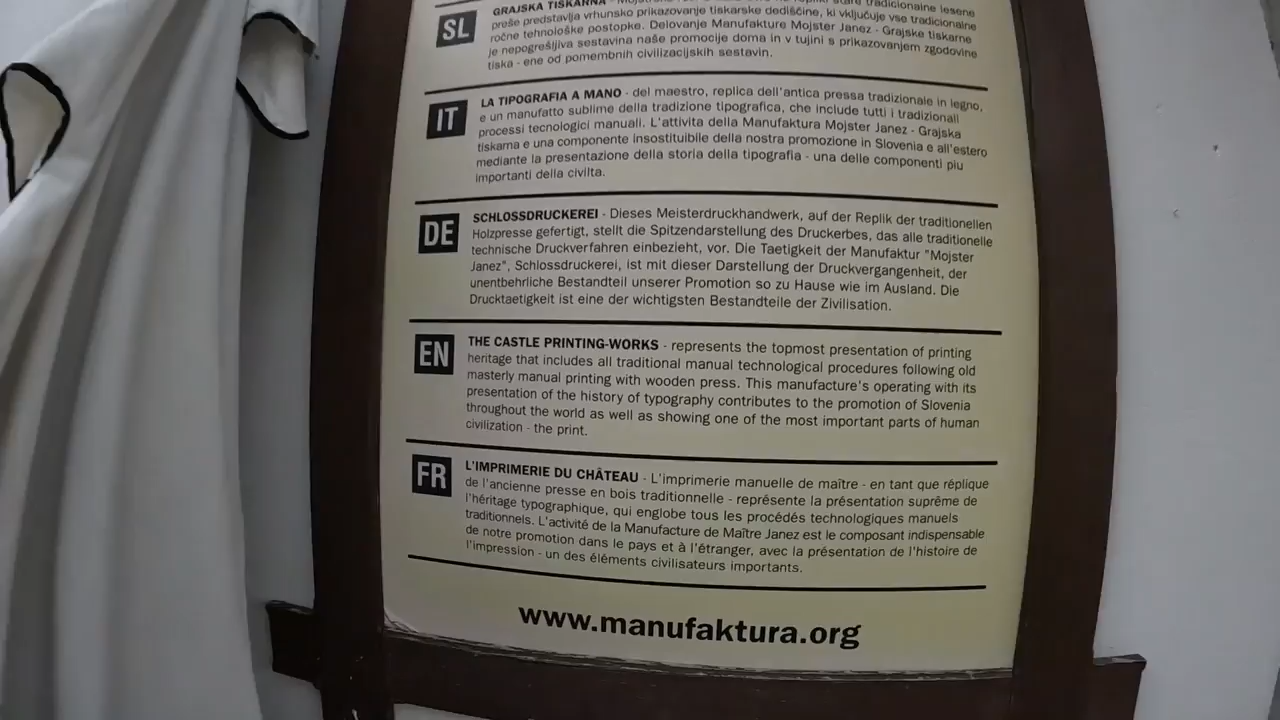 SL
GRAJSKA TISKARNA - tradicionalne lesene
preše predstavlja vrhunsko prikazovanje tiskarske dediščine, ki vključuje vse tradicionalne
ročne tehnološke postopke. Delovanje Manufakture Mojster Janez - Grajske tiskarne
je nepogrešljiva sestavina naše promocije doma in v tujini s prikazovanjem zgodovine
tiska - ene od pomembnih civilizacijskih sestavin.
IT
LA TIPOGRAFIA A MANO - del maestro, replica dell'antica pressa tradizionale in legno,
e un manufatto sublime della tradizione tipografica, che include tutti i tradizionali
processi tecnologici manuali. L'attivita della Manufaktura Mojster Janez - Grajska
tiskarna e una componente insostituibile della nostra promozione in Slovenia e all'estero
mediante la presentazione della storia della tipografia - una delle componenti piu
importanti della civilta.
DE
SCHLOSSDRUCKEREI - Dieses Meisterdruckhandwerk, auf der Replik der traditionellen
Holzpresse gefertigt, stellt die Spitzendarstellung des Druckerbes, das alle traditionelle
technische Druckverfahren einbezieht, vor. Die Taetigkeit der Manufaktur "Mojster
Janez", Schlossdruckerei, ist mit dieser Darstellung der Druckvergangenheit, der
unentbehrliche Bestandteil unserer Promotion so zu Hause wie im Ausland. Die
Drucktaetigkeit ist eine der wichtigsten Bestandteile der Zivilisation.
EN
THE CASTLE PRINTING-WORKS - represents the topmost presentation of printing
heritage that includes all traditional manual technological procedures following old
masterly manual printing with wooden press. This manufacture's operating with its
presentation of the history of typography contributes to the promotion of Slovenia
throughout the world as well as showing one of the most important parts of human
civilization - the print.
FR
L'IMPRIMERIE DU CHÂTEAU - L'imprimerie manuelle de maître - en tant que réplique
de l'ancienne presse en bois traditionnelle - représente la présentation suprême de
l'héritage typographique, qui englobe tous les procédés technologiques manuels
traditionnels. L'activité de la Manufacture de Maître Janez est le composant indispensable
de notre promotion dans le pays et à l'étranger, avec la présentation de l'histoire de
l'impression - un des éléments civilisateurs importants.
www.manufaktura.org